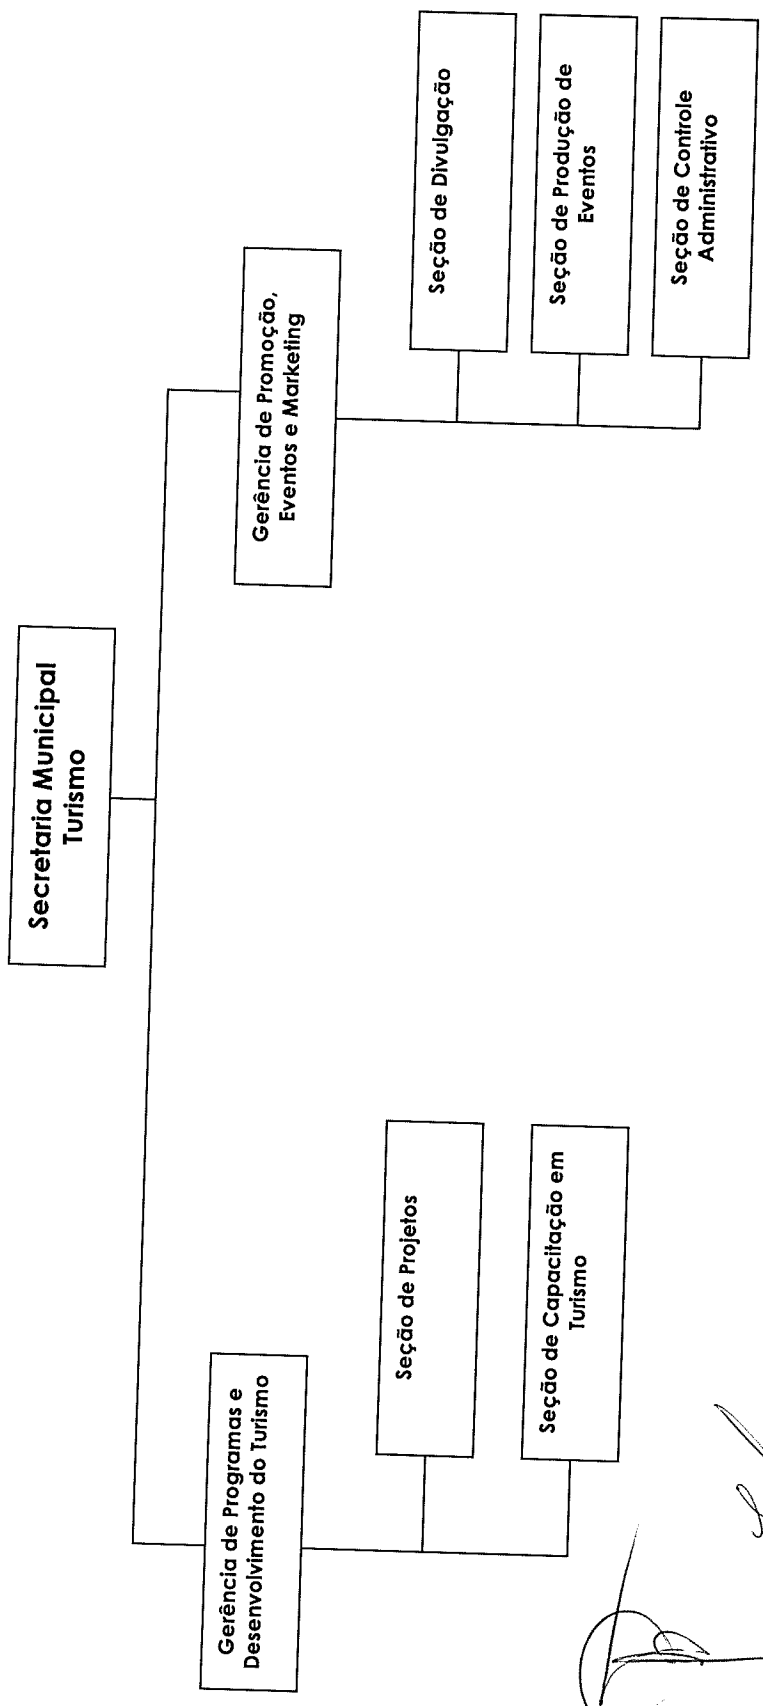 Secretaria Municipal
Turismo
Gerência de Programas e
Desenvolvimento do Turismo
Seção de Projetos
Seção de Capacitação em
Turismo
Gerência de Promoção,
Eventos e Marketing
Seção de Divulgação
Seção de Produção de
Eventos
Seção de Controle
Administrativo